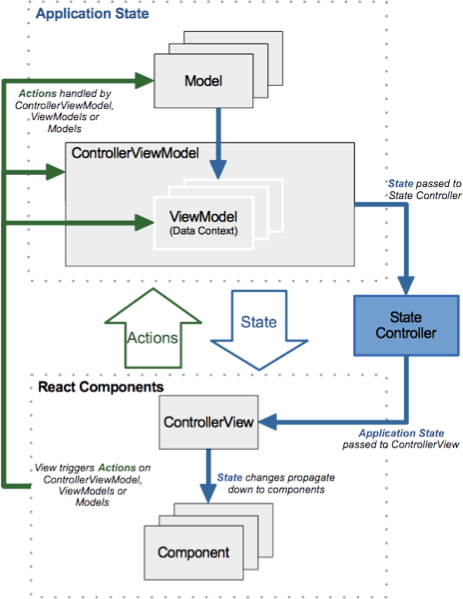 Application State
Model
Actions handled by
ControllerViewModel,
ViewModels or
Models
ControllerViewModel
ViewModel
(Data Context)
State passed to
State Controller
State
Controller
Actions
State
React Components
ControllerView
Application State
passed to ControllerView
View triggers Actions on
ControllerViewModel,
ViewModels or
Models
State changes propagate
down to components
Component